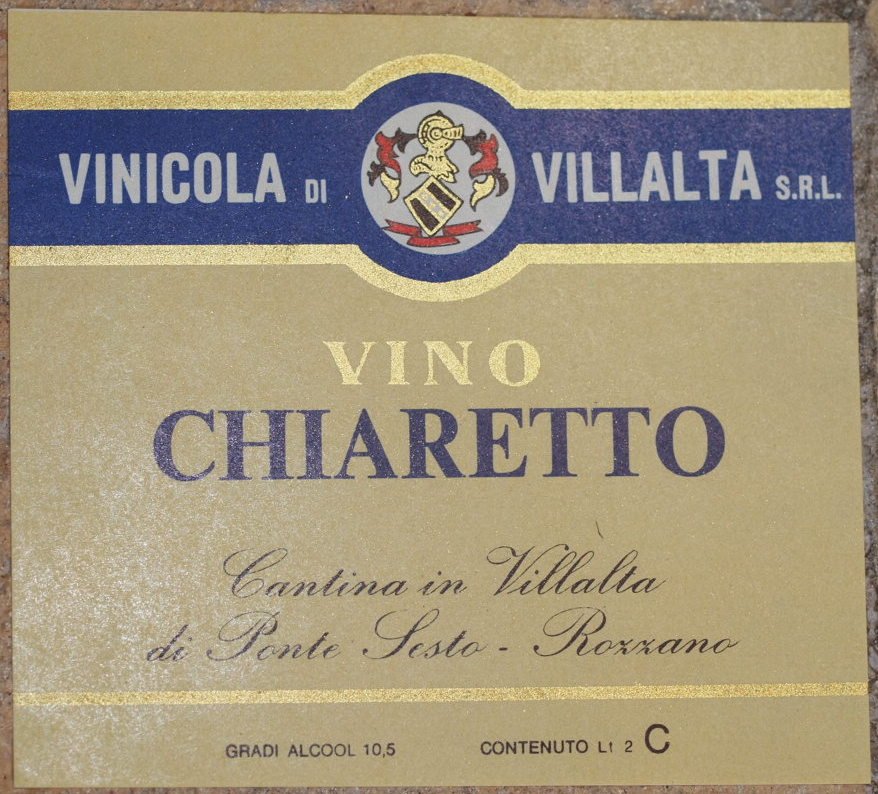 VINICOLA DI VILLALTA S.R.L.
VINO
CHIARETTO
Cantina in Villalta
di Ponte Sesto - Rozzano
GRADI ALCOOL 10,5 CONTENUTO Lt 2 C